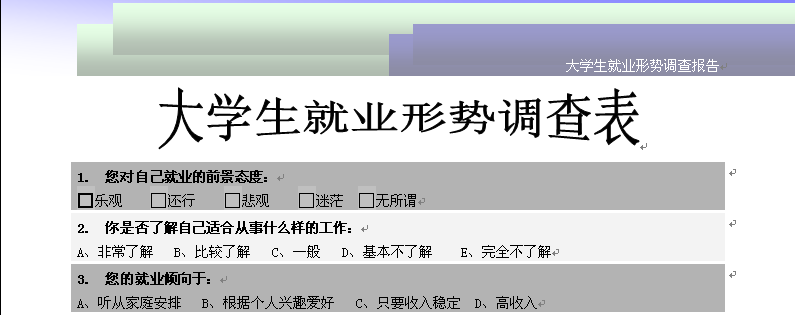 大学生就业形势调查报告
大学生就业形势调查表
1. 您对自己就业的前景态度：
□乐观 □还行 □悲观 □迷茫 □无所谓
2. 你是否了解自己适合从事什么样的工作：
A、非常了解 B、比较了解 C、一般 D、基本不了解 E、完全不了解
3. 您的就业倾向于：
A、听从家庭安排 B、根据个人兴趣爱好 C、只要收入稳定 D、高收入